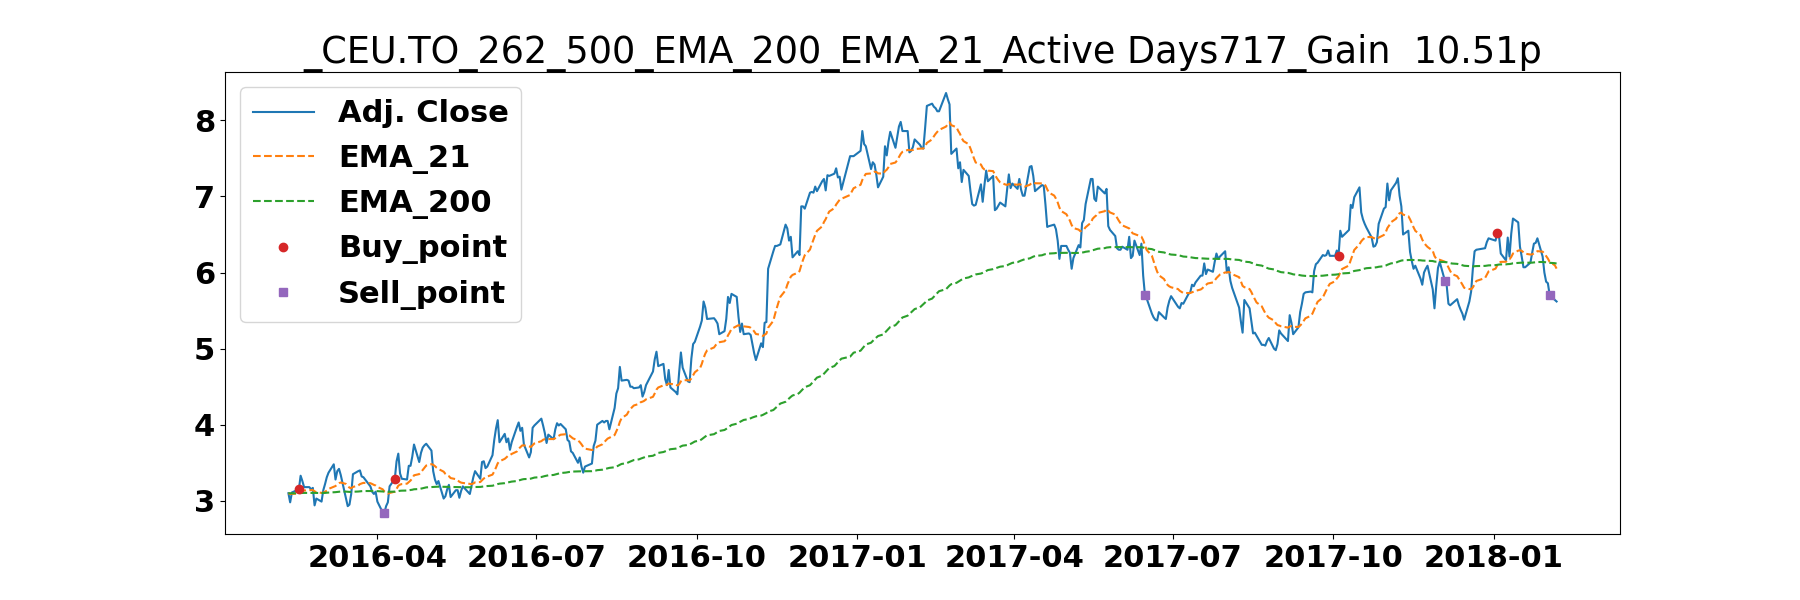 _CEU.TO_262_500_EMA_200_EMA_21_Active Days717_Gain  10.51p
Adj. Close
EMA_21
EMA_200
Buy_point
Sell_point
8
7
6
5
4
3
2016-04 2016-07 2016-10 2017-01 2017-04 2017-07 2017-10 2018-01